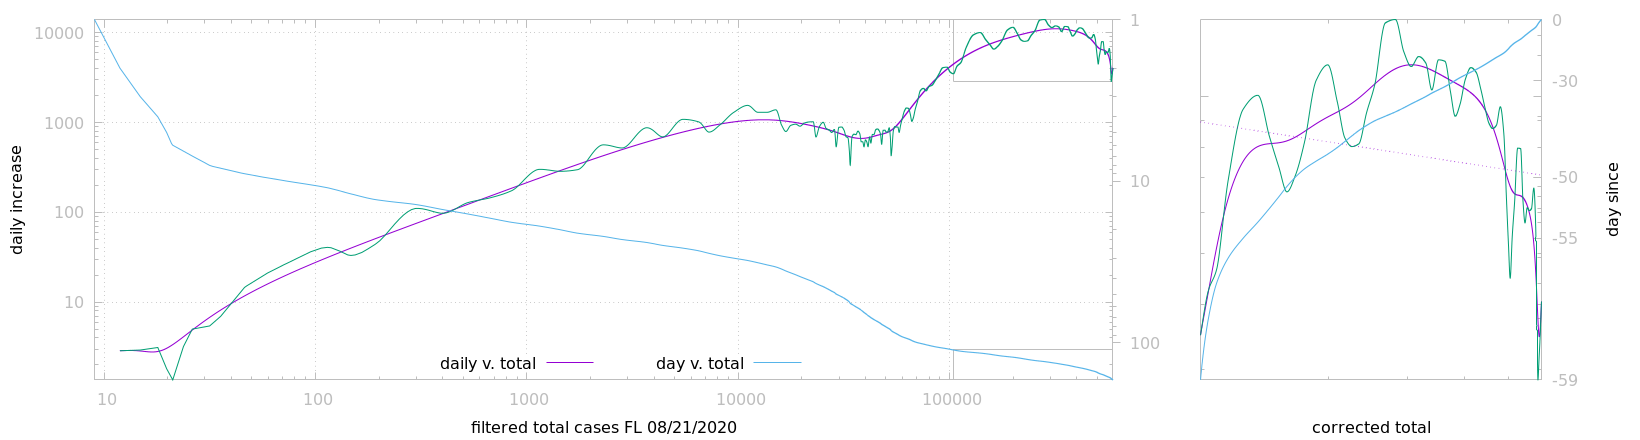 10000
1000
100
10
daily increase
10
100
1000
10000
100000
filtered total cases FL 08/21/2020
daily v. total
day v. total
1
10
100
0
-30
-50
-55
-59
day since
corrected total